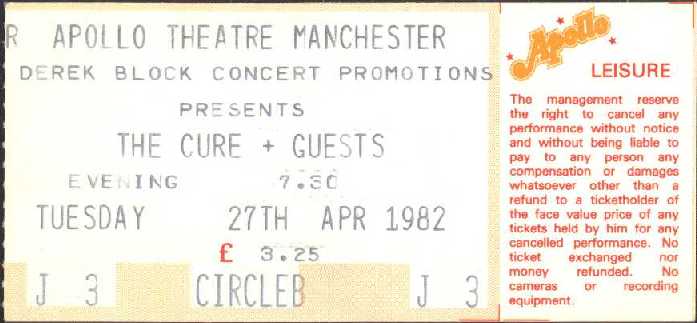 R APOLLO THEATRE MANCHESTER
DEREK BLOCK CONCERT PROMOTIONS
PRESENTS
THE CURE + GUESTS
EVENING 7.30
TUESDAY 27TH APR 1982
£ 3.25
J 3 CIRCLEB J 3
Apollo
LEISURE
The management reserve
the right to cancel any
performance without notice
and without being liable to
pay to any person any
compensation or damages
whatsoever other than a
refund to a ticketholder of
the face value price of any
tickets held by him for any
cancelled performance. No
ticket exchanged nor
money refunded. No
cameras or recording
equipment.